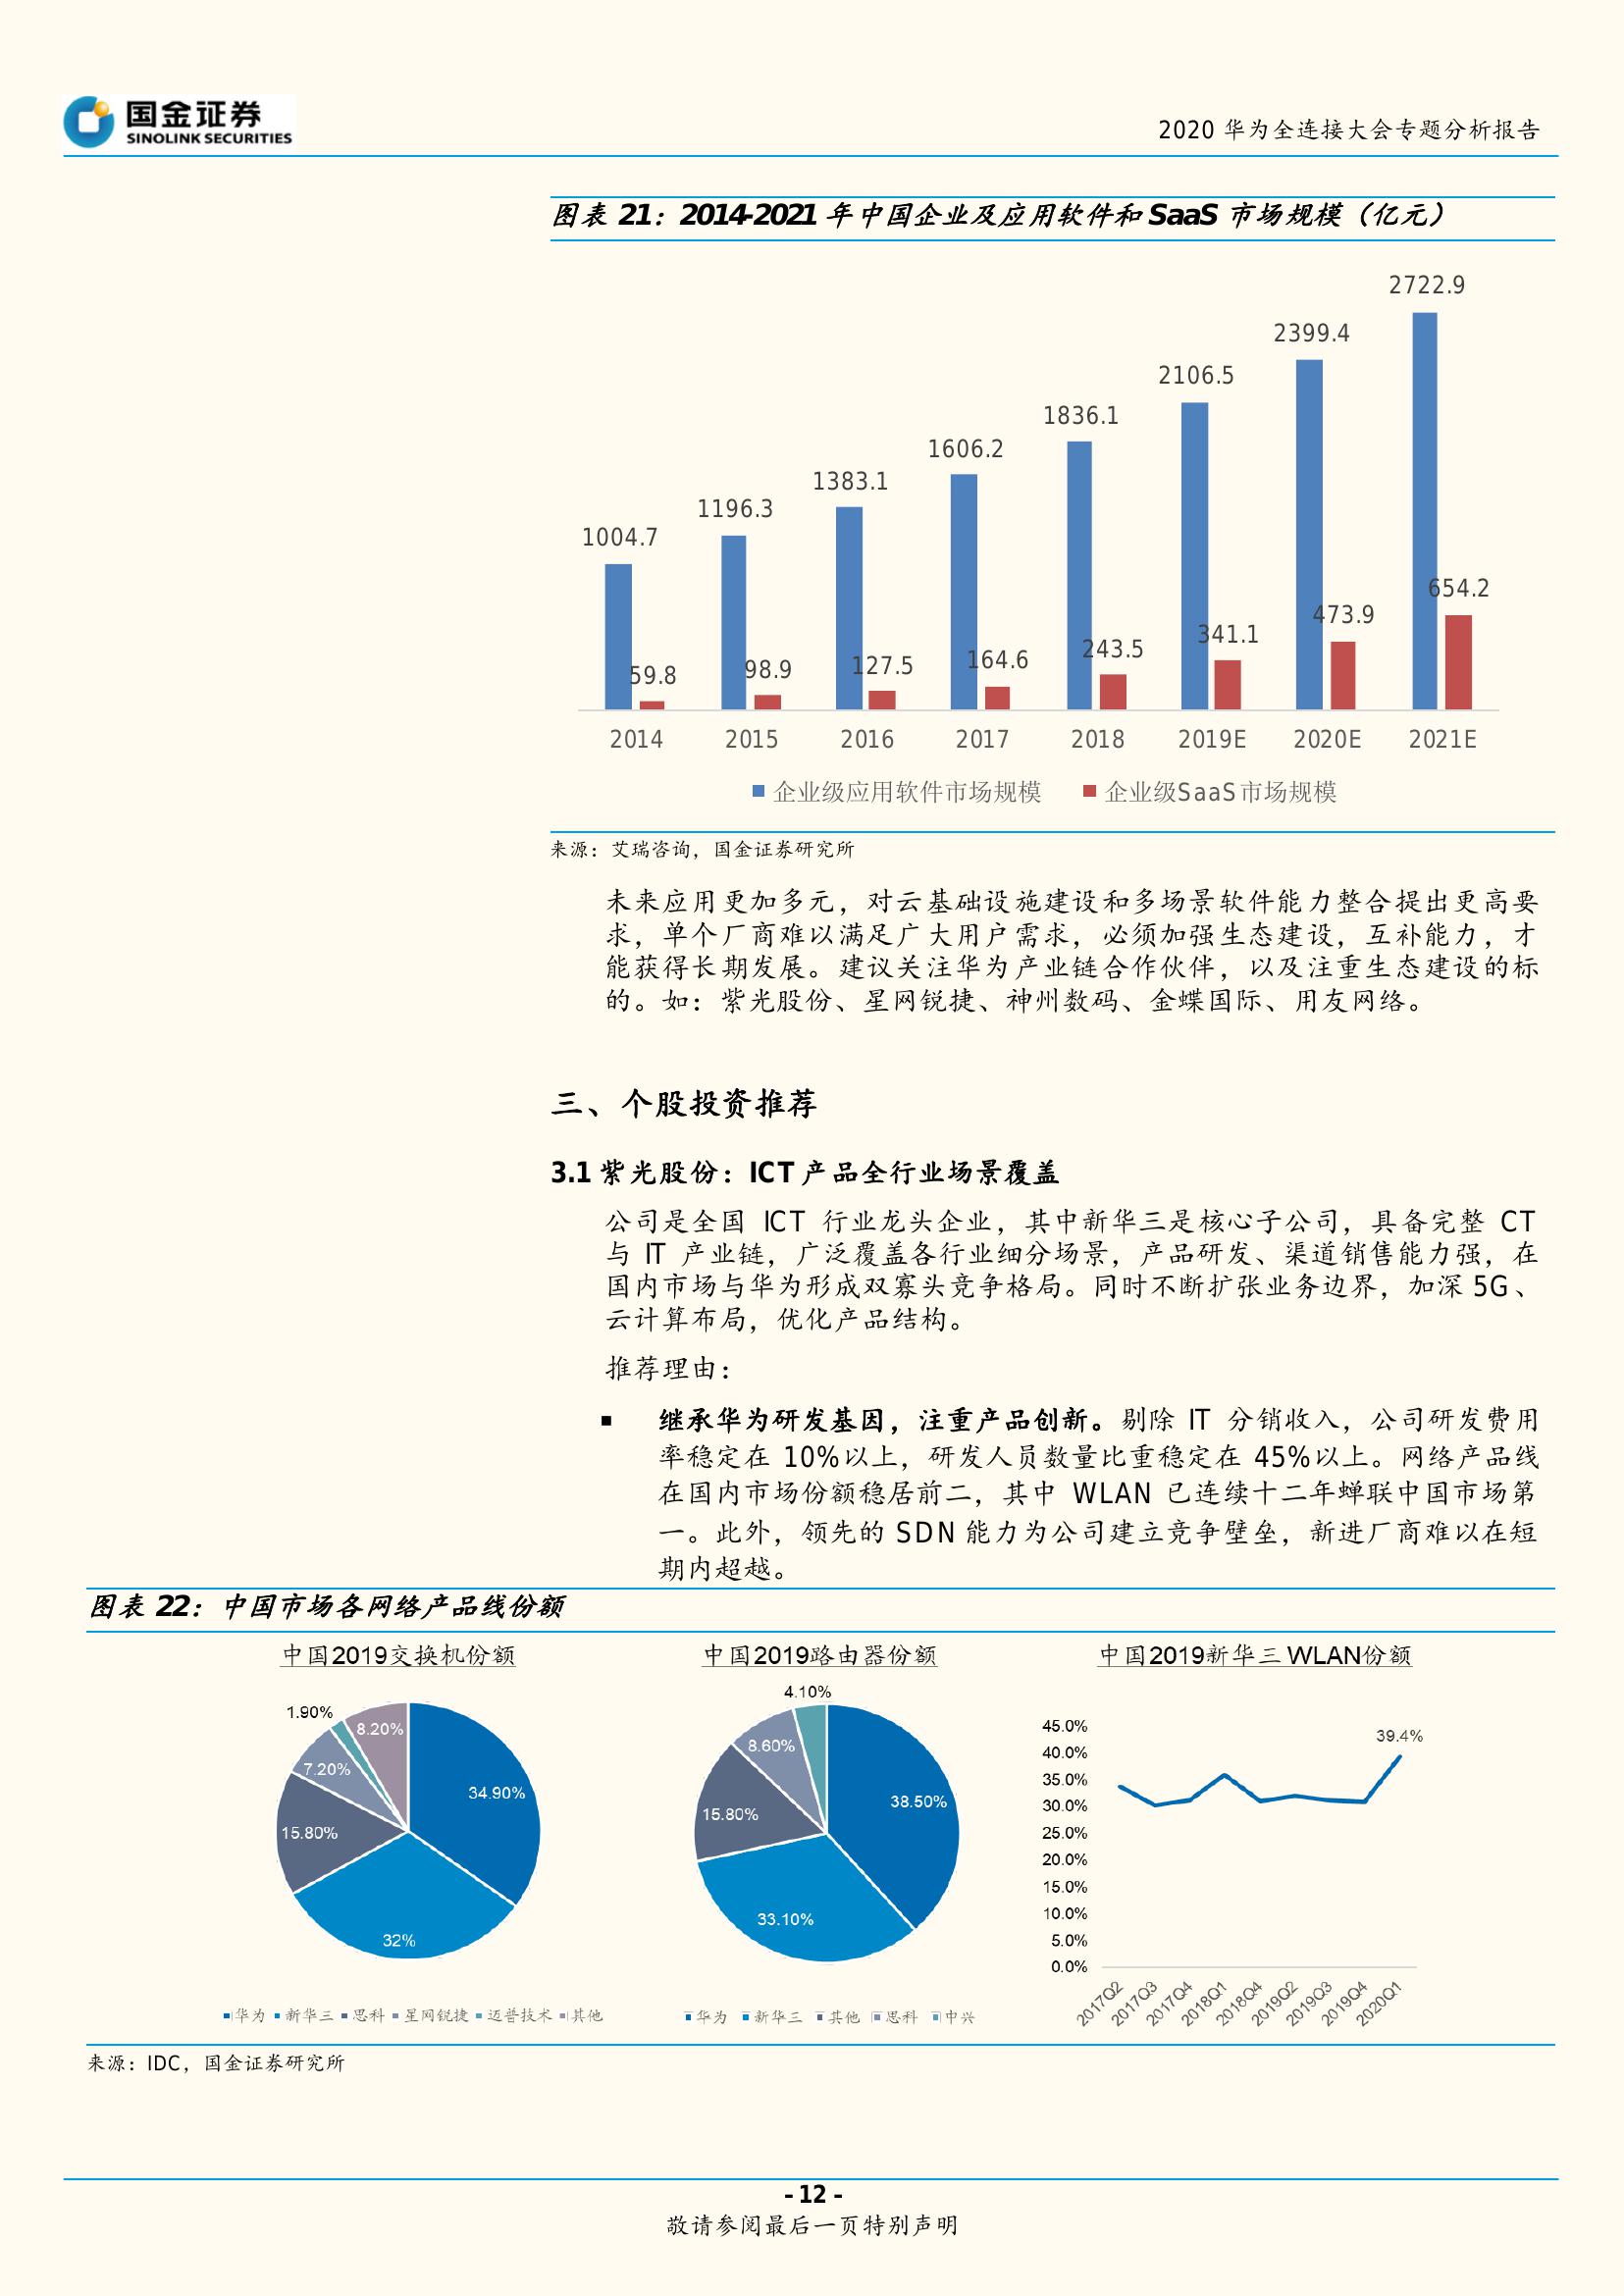 国金证券
SINOLINK SECURITIES
2020 华为全连接大会专题分析报告
图表 21：2014-2021 年中国企业及应用软件和 SaaS 市场规模（亿元）
2722.9
2399.4
2106.5
1836.1
1606.2
1383.1
1196.3
1004.7
59.8 98.9 127.5 164.6 243.5 341.1 473.9 654.2
2014 2015 2016 2017 2018 2019E 2020E 2021E
企业级应用软件市场规模 企业级SaaS市场规模
来源：艾瑞咨询，国金证券研究所
未来应用更加多元，对云基础设施建设和多场景软件能力整合提出更高要
求，单个厂商难以满足广大用户需求，必须加强生态建设，互补能力，才
能获得长期发展。建议关注华为产业链合作伙伴，以及注重生态建设的标
的。如：紫光股份、星网锐捷、神州数码、金蝶国际、用友网络。
三、个股投资推荐
3.1 紫光股份：ICT 产品全行业场景覆盖
公司是全国 ICT 行业龙头企业，其中新华三是核心子公司，具备完整 CT
与 IT 产业链，广泛覆盖各行业细分场景，产品研发、渠道销售能力强，在
国内市场与华为形成双寡头竞争格局。同时不断扩张业务边界，加深 5G、
云计算布局，优化产品结构。
推荐理由：
■ 继承华为研发基因，注重产品创新。剔除 IT 分销收入，公司研发费用
率稳定在 10%以上，研发人员数量比重稳定在 45%以上。网络产品线
在国内市场份额稳居前二，其中 WLAN 已连续十二年蝉联中国市场第
一。此外，领先的 SDN 能力为公司建立竞争壁垒，新进厂商难以在短
期内超越。
图表 22：中国市场各网络产品线份额
中国2019交换机份额
1.90%
8.20%
7.20%
34.90%
15.80%
32%
华为 新华三 思科 星网锐捷 迈普技术 其他
中国2019路由器份额
4.10%
8.60%
38.50%
15.80%
33.10%
华为 新华三 其他 思科 中兴
中国2019新华三 WLAN份额
39.4%
45.0%
40.0%
35.0%
30.0%
25.0%
20.0%
15.0%
10.0%
5.0%
0.0%
2017Q2 2017Q3 2017Q4 2018Q1 2018Q4 2019Q2 2019Q3 2019Q4 2020Q1
来源：IDC，国金证券研究所
- 12 -
敬请参阅最后一页特别声明